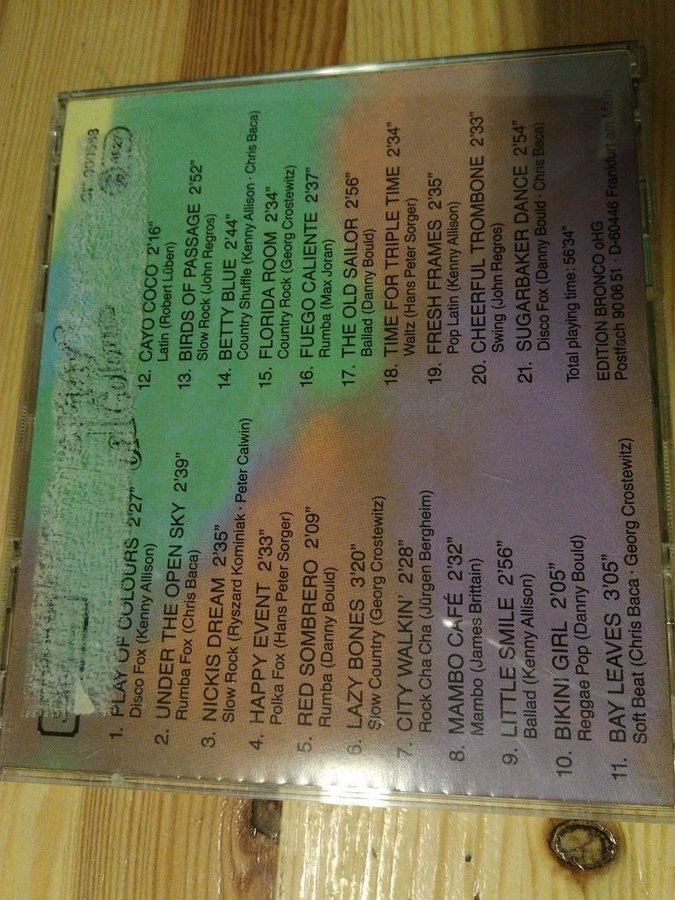 1. PLAY OF COLOURS 2'27"
Disco Fox (Kenny Allison)
2. UNDER THE OPEN SKY 2'39"
Rumba Fox (Chris Baca)
3. NICKIS DREAM 2'35"
Slow Rock (Ryszard Kominiak · Peter Calwin)
4. HAPPY EVENT 2'33"
Polka Fox (Hans Peter Sorger)
5. RED SOMBRERO 2'09"
Rumba (Danny Bould)
6. LAZY BONES 3'20"
Slow Country (Georg Crostewitz)
7. CITY WALKIN' 2'28"
Rock Cha Cha (Jürgen Bergheim)
8. MAMBO CAFÉ 2'32"
Mambo (James Brittain)
9. LITTLE SMILE 2'56"
Ballad (Kenny Allison)
10. BIKINI GIRL 2'05"
Reggae Pop (Danny Bould)
11. BAY LEAVES 3'05"
Soft Beat (Chris Baca · Georg Crostewitz)
12. CAYO COCO 2'16"
Latin (Robert Lüben)
13. BIRDS OF PASSAGE 2'52"
Slow Rock (John Regros)
14. BETTY BLUE 2'44"
Country Shuffle (Kenny Allison · Chris Baca)
15. FLORIDA ROOM 2'34"
Country Rock (Georg Crostewitz)
16. FUEGO CALIENTE 2'37"
Rumba (Max Joran)
17. THE OLD SAILOR 2'56"
Ballad (Danny Bould)
18. TIME FOR TRIPLE TIME 2'34"
Waltz (Hans Peter Sorger)
19. FRESH FRAMES 2'35"
Pop Latin (Kenny Allison)
20. CHEERFUL TROMBONE 2'33"
Swing (John Regros)
21. SUGARBAKER DANCE 2'54"
Disco Fox (Danny Bould · Chris Baca)
Total playing time: 56'34"
EDITION BRONCO oHG
Postfach 90 06 51 · D-60446 Frankfurt am Main